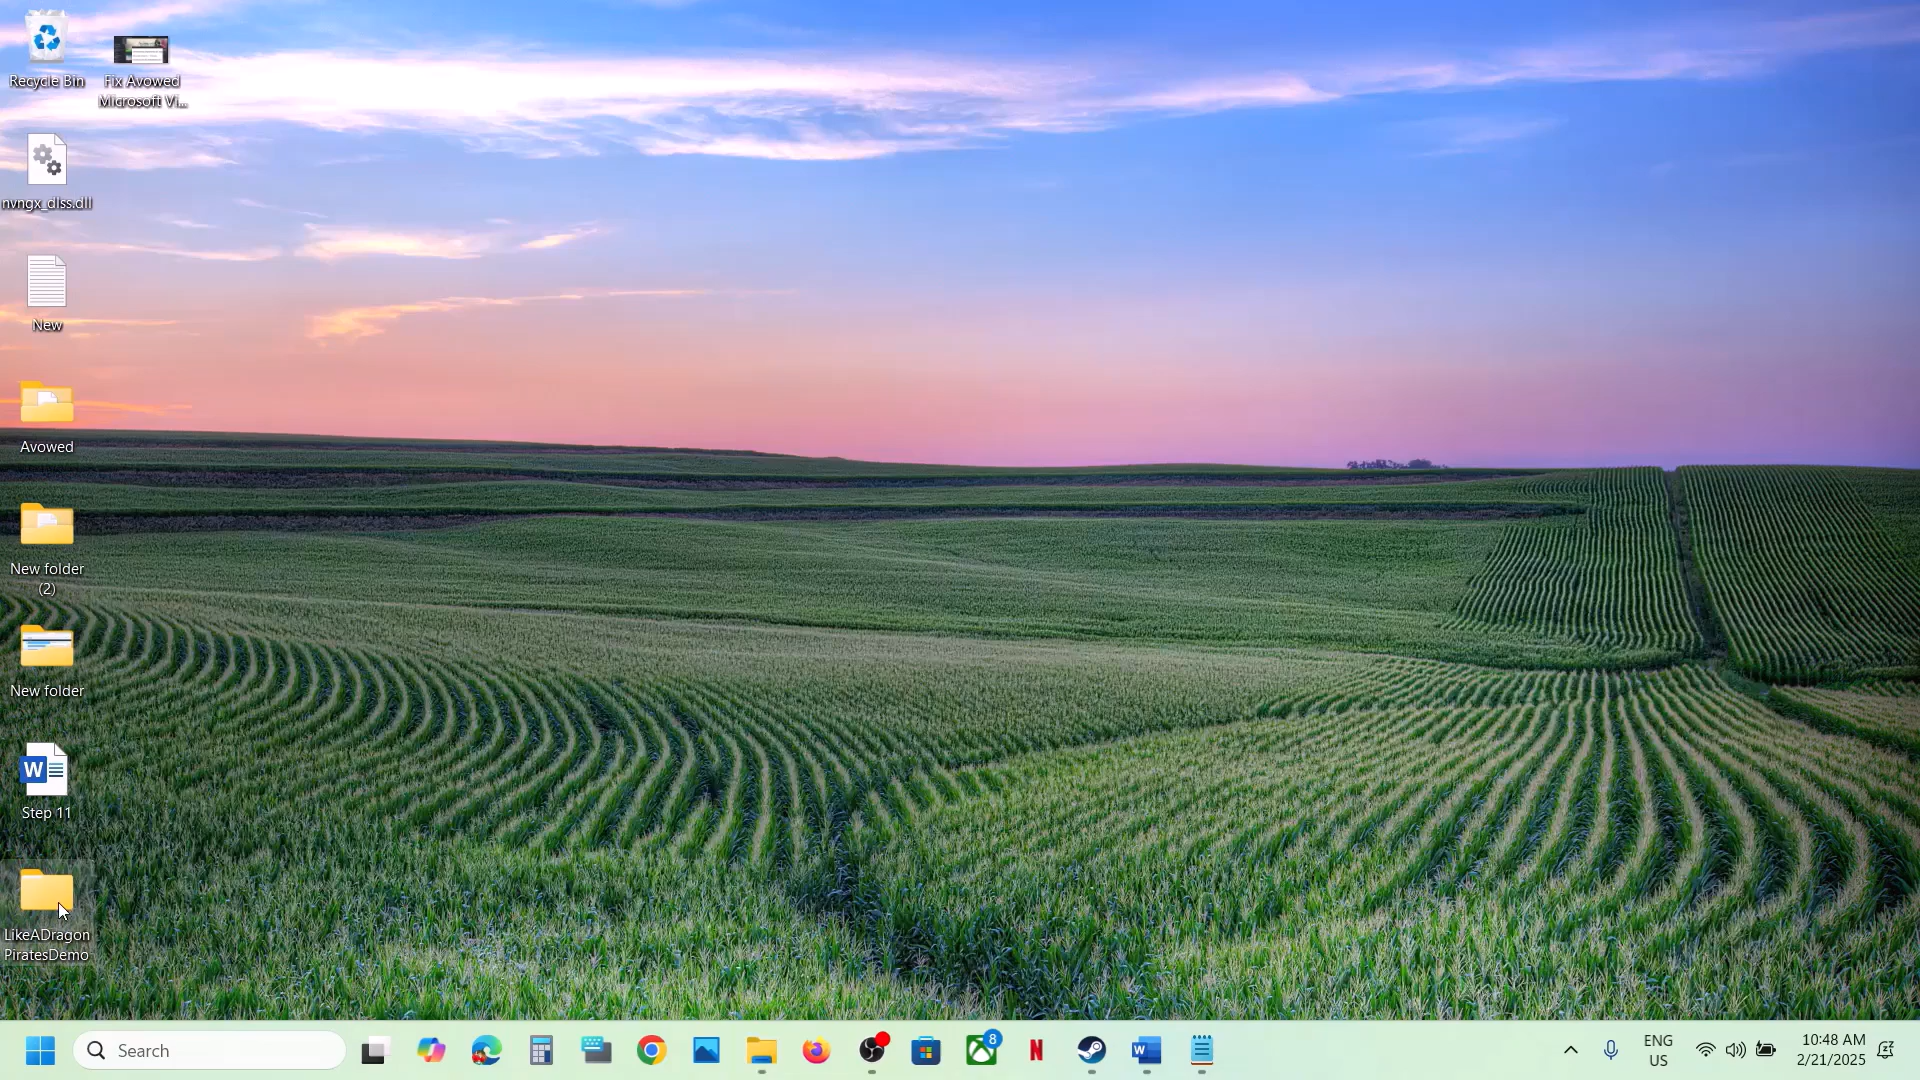 Recycle Bin
Fix Avowed
Microsoft Vi...
nvngx_dlss.dll
New
Avowed
New folder
(2)
New folder
W
Step 11
LikeADragon
PiratesDemo
Search
8
N
W
ENG
US
10:48 AM
2/21/2025